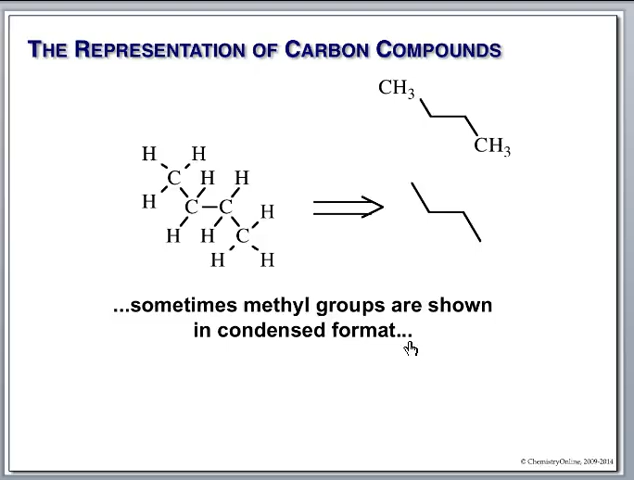 THE REPRESENTATION OF CARBON COMPOUNDS
CH3
CH3
H H
C H H
H C C H
H H C
H H
...sometimes methyl groups are shown
in condensed format...
© ChemistryOnline, 2009-2014